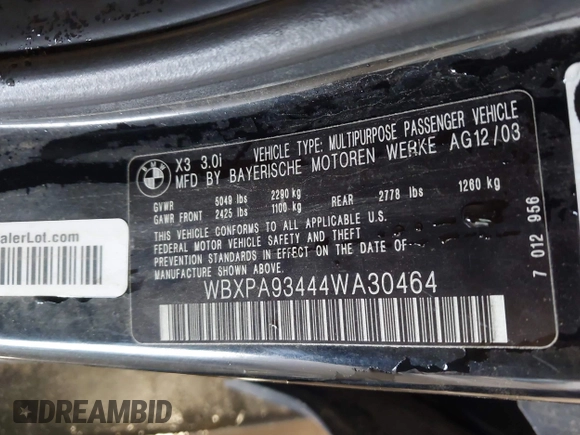 X3 3.0i VEHICLE TYPE: MULTIPURPOSE PASSENGER VEHICLE
MFD BY BAYERISCHE MOTOREN WERKE AG12/03
GVWR 5049 lbs 2290 kg
GAWR FRONT 2425 lbs 1100 kg REAR 2778 lbs 1260 kg
THIS VEHICLE CONFORMS TO ALL APPLICABLE U.S.
FEDERAL MOTOR VEHICLE SAFETY AND THEFT
PREVENTION STANDARDS IN EFFECT ON THE DATE OF
MANUFACTURE SHOWN ABOVE.
WBXPA93444WA30464
7 012 956
alerLot.com
DREAMBID